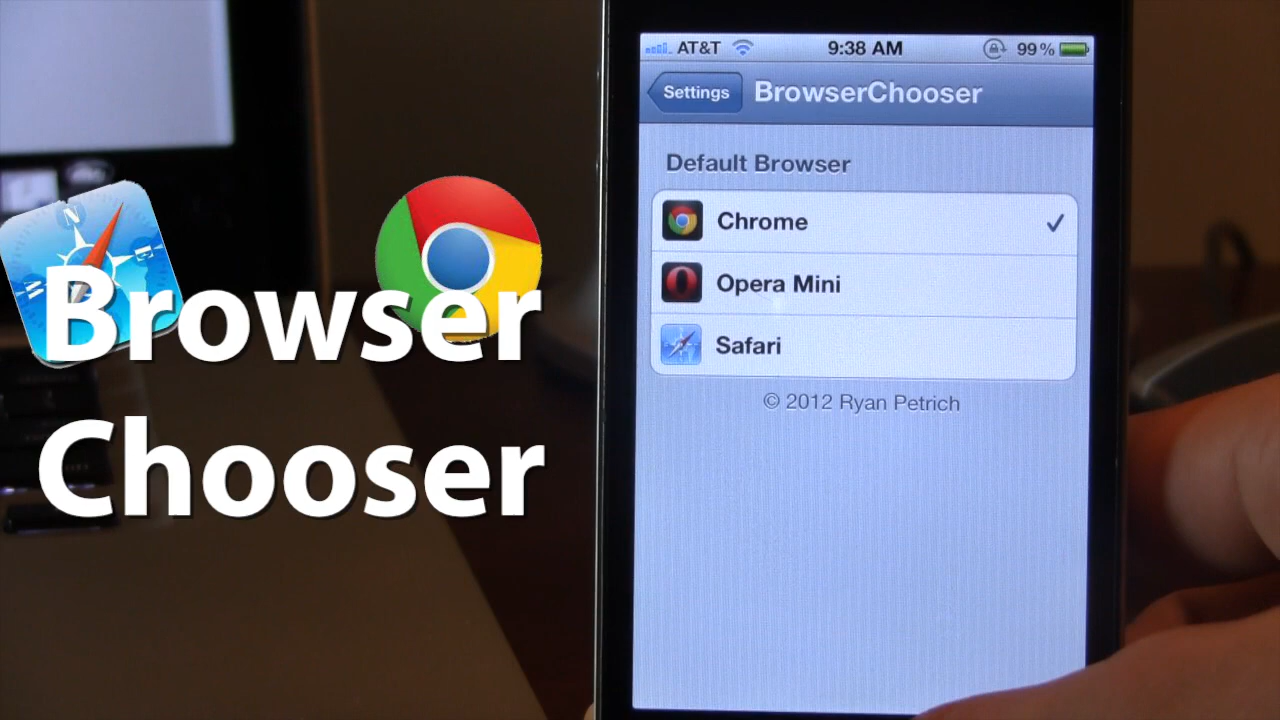 Browser
Chooser
AT&T 9:38 AM 99%
Settings BrowserChooser
Default Browser
Chrome ✓
Opera Mini
Safari
© 2012 Ryan Petrich
N
E